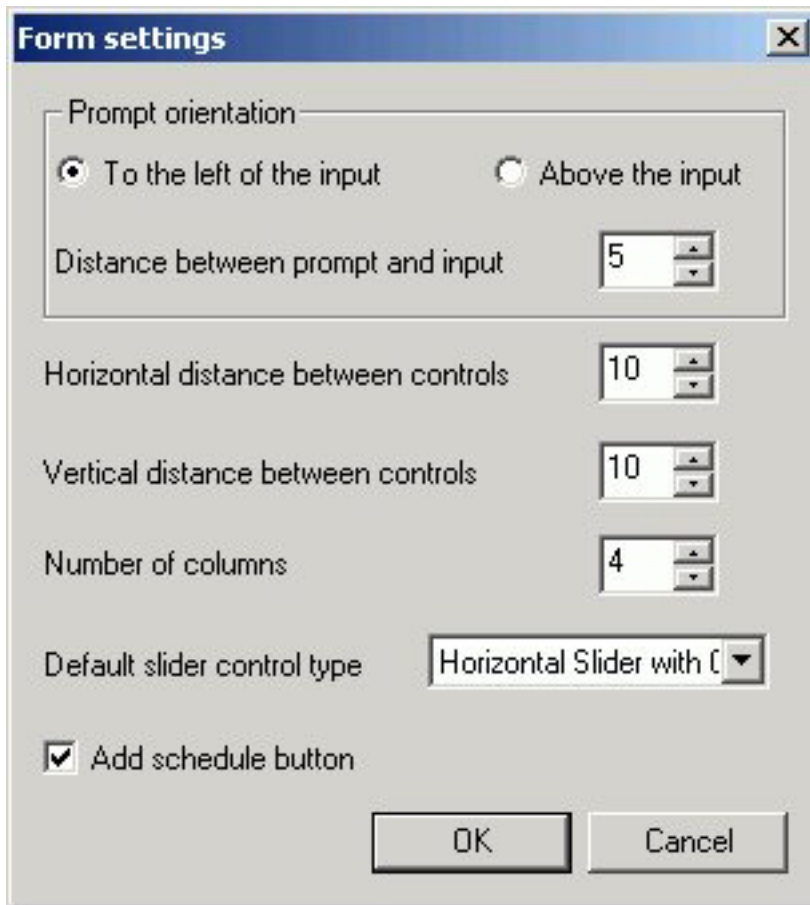 Form settings
Prompt orientation
To the left of the input Above the input
Distance between prompt and input 5
Horizontal distance between controls 10
Vertical distance between controls 10
Number of columns 4
Default slider control type Horizontal Slider with
Add schedule button
OK Cancel